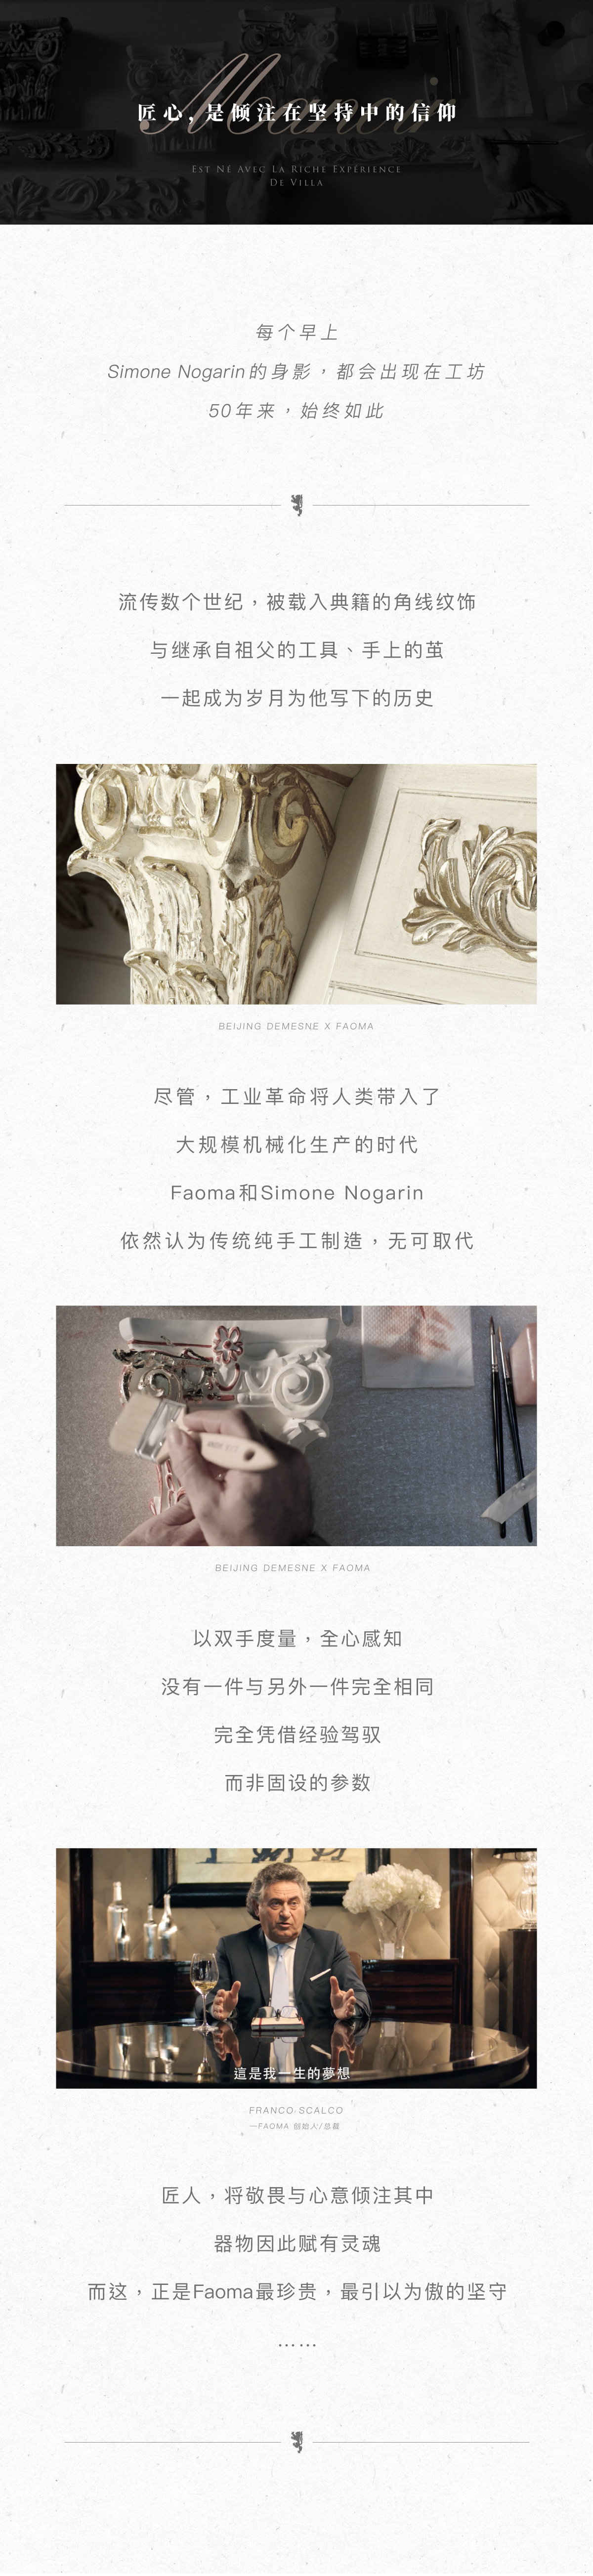 Manoir
匠心，是倾注在坚持中的信仰
EST NÉ AVEC LA RICHE EXPÉRIENCE
DE VILLA
每个早上
Simone Nogarin的身影，都会出现在工坊
50年来，始终如此
流传数个世纪，被载入典籍的角线纹饰
与继承自祖父的工具、手上的茧
一起成为岁月为他写下的历史
BEIJING DEMESNE X FAOMA
尽管，工业革命将人类带入了
大规模机械化生产的时代
Faoma和Simone Nogarin
依然认为传统纯手工制造，无可取代
BEIJING DEMESNE X FAOMA
以双手度量，全心感知
没有一件与另外一件完全相同
完全凭借经验驾驭
而非固设的参数
這是我一生的夢想
FRANCO SCALCO
—FAOMA 创始人/总裁
匠人，将敬畏与心意倾注其中
器物因此赋有灵魂
而这，正是Faoma最珍贵，最引以为傲的坚守
……